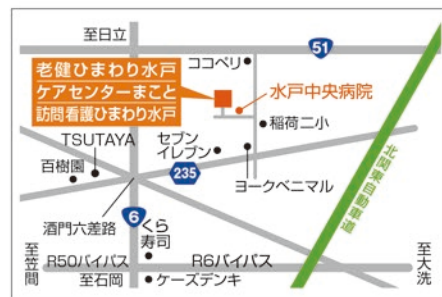 至日立
51
ココペリ
老健ひまわり水戸
ケアセンターまこと
訪問看護ひまわり水戸
水戸中央病院
稲荷二小
TSUTAYA
セブン
イレブン
百樹園
235
ヨークベニマル
北関東自動車道
酒門六差路
6
くら
寿司
至笠間
R50バイパス
R6バイパス
至大洗
至石岡
ケーズデンキ